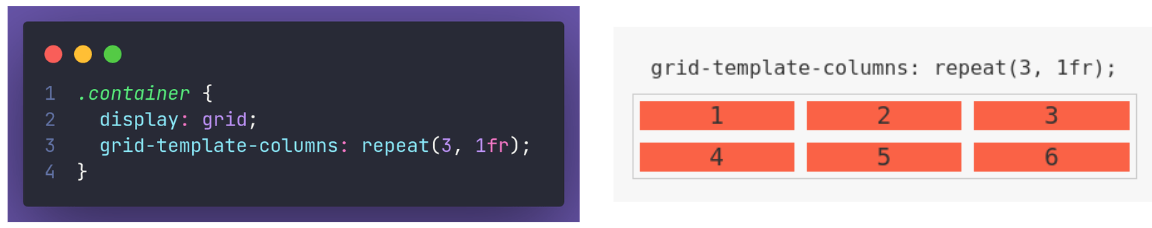 1 .container {
2   display: grid;
3   grid-template-columns: repeat(3, 1fr);
4 }
grid-template-columns: repeat(3, 1fr);
1 2 3
4 5 6